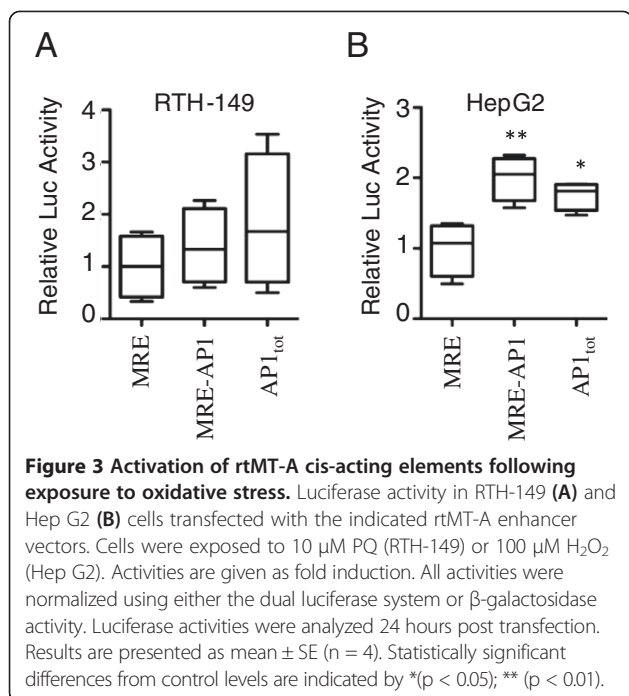 A
B
RTH-149
HepG2
Relative Luc Activity
4
3
2
1
0
MRE
MRE-AP1
AP1tot
Relative Luc Activity
3
2
1
0
**
*
MRE
MRE-AP1
AP1tot
Figure 3 Activation of rtMT-A cis-acting elements following
exposure to oxidative stress. Luciferase activity in RTH-149 (A) and
Hep G2 (B) cells transfected with the indicated rtMT-A enhancer
vectors. Cells were exposed to 10 μM PQ (RTH-149) or 100 μM H₂O₂
(Hep G2). Activities are given as fold induction. All activities were
normalized using either the dual luciferase system or β-galactosidase
activity. Luciferase activities were analyzed 24 hours post transfection.
Results are presented as mean ± SE (n = 4). Statistically significant
differences from control levels are indicated by *(p < 0.05); ** (p < 0.01).